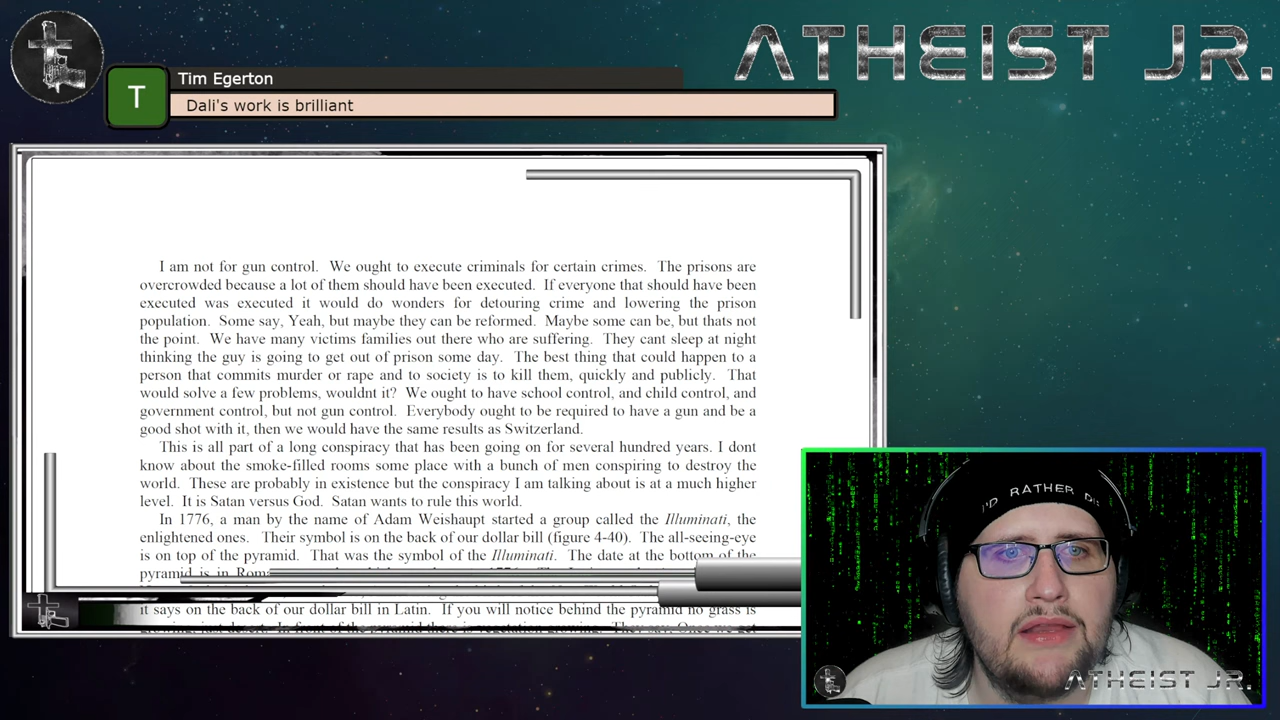 ATHEIST JR.
Tim Egerton
T
Dali's work is brilliant
I am not for gun control. We ought to execute criminals for certain crimes. The prisons are
overcrowded because a lot of them should have been executed. If everyone that should have been
executed was executed it would do wonders for detouring crime and lowering the prison
population. Some say, Yeah, but maybe they can be reformed. Maybe some can be, but thats not
the point. We have many victims families out there who are suffering. They cant sleep at night
thinking the guy is going to get out of prison some day. The best thing that could happen to a
person that commits murder or rape and to society is to kill them, quickly and publicly. That
would solve a few problems, wouldnt it? We ought to have school control, and child control, and
government control, but not gun control. Everybody ought to be required to have a gun and be a
good shot with it, then we would have the same results as Switzerland.
This is all part of a long conspiracy that has been going on for several hundred years. I dont
know about the smoke-filled rooms some place with a bunch of men conspiring to destroy the
world. These are probably in existence but the conspiracy I am talking about is at a much higher
level. It is Satan versus God. Satan wants to rule this world.
In 1776, a man by the name of Adam Weishaupt started a group called the Illuminati, the
enlightened ones. Their symbol is on the back of our dollar bill (figure 4-40). The all-seeing-eye
is on top of the pyramid. That was the symbol of the Illuminati. The date at the bottom of the
pyramid is in
it says on the back of our dollar bill in Latin. If you will notice behind the pyramid no grass is
I'D RATHER
ATHEIST JR.